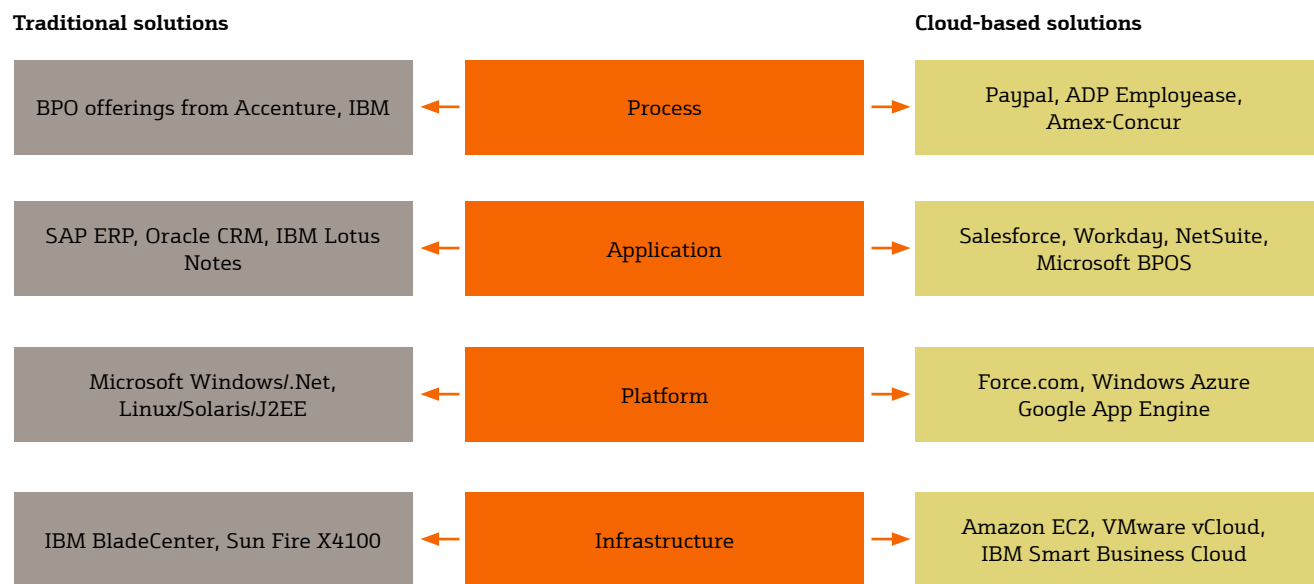 Traditional solutions
Cloud-based solutions
BPO offerings from Accenture, IBM
Process
Paypal, ADP Employease,
Amex-Concur
SAP ERP, Oracle CRM, IBM Lotus
Notes
Application
Salesforce, Workday, NetSuite,
Microsoft BPOS
Microsoft Windows/.Net,
Linux/Solaris/J2EE
Platform
Force.com, Windows Azure
Google App Engine
IBM BladeCenter, Sun Fire X4100
Infrastructure
Amazon EC2, VMware vCloud,
IBM Smart Business Cloud